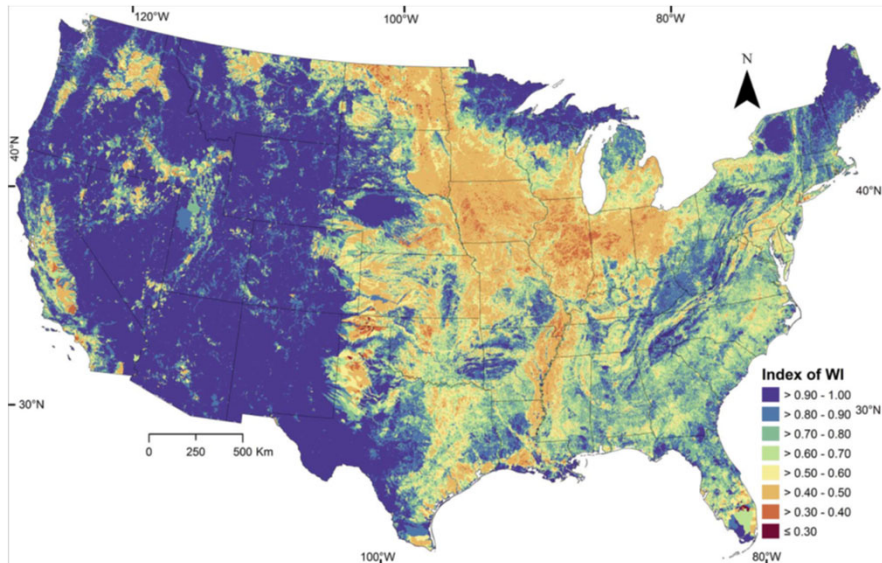 120°W
100°W
80°W
N
40°N
40°N
30°N
30°N
0 250 500 Km
Index of WI
> 0.90 - 1.00
> 0.80 - 0.90
> 0.70 - 0.80
> 0.60 - 0.70
> 0.50 - 0.60
> 0.40 - 0.50
> 0.30 - 0.40
≤ 0.30
100°W
80°W